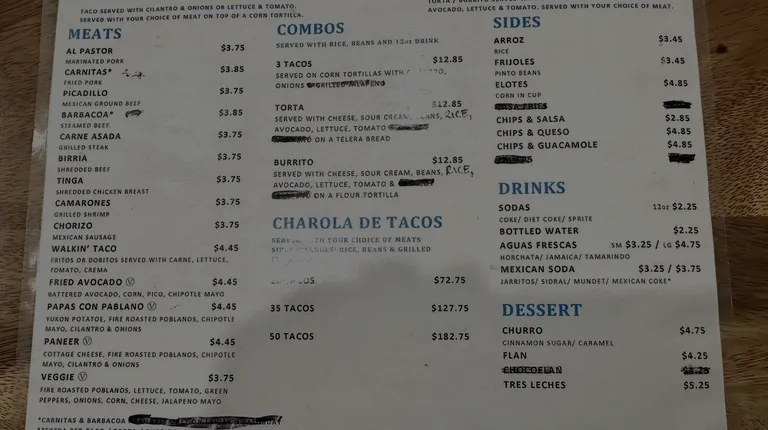 TACO SERVED WITH CILANTRO & ONIONS OR LETTUCE & TOMATO.
SERVED WITH YOUR CHOICE OF MEAT ON TOP OF A CORN TORTILLA.
MEATS
AL PASTOR $3.75
MARINATED PORK
CARNITAS* $3.85
FRIED PORK
PICADILLO $3.75
MEXICAN GROUND BEEF
BARBACOA* $3.85
STEAMED BEEF
CARNE ASADA $3.75
GRILLED STEAK
BIRRIA $3.75
SHREDDED BEEF
TINGA $3.75
SHREDDED CHICKEN BREAST
CAMARONES $3.75
GRILLED SHRIMP
CHORIZO $3.75
MEXICAN SAUSAGE
WALKIN' TACO $4.45
FRITOS OR DORITOS SERVED WITH CARNE, LETTUCE,
TOMATO, CREMA
FRIED AVOCADO Ⓥ $4.45
BATTERED AVOCADO, CORN, PICO, CHIPOTLE MAYO
PAPAS CON PABLANO Ⓥ $4.45
YUKON POTATOE, FIRE ROASTED POBLANOS, CHIPOTLE
MAYO, CILANTRO & ONIONS
PANEER Ⓥ $4.45
COTTAGE CHEESE, FIRE ROASTED POBLANOS, CHIPOTLE
MAYO, CILANTRO & ONIONS
VEGGIE Ⓥ $3.75
FIRE ROASTED POBLANOS, LETTUCE, TOMATO, GREEN
PEPPERS, ONIONS, CORN, CHEESE, JALAPENO MAYO
*CARNITAS & BARBACOA
COMBOS
SERVED WITH RICE, BEANS AND 12oz DRINK
3 TACOS $12.85
SERVED ON CORN TORTILLAS WITH
ONIONS
TORTA $12.85
SERVED WITH CHEESE, SOUR CREAM, RICE,
AVOCADO, LETTUCE, TOMATO
ON A TELERA BREAD
BURRITO $12.85
SERVED WITH CHEESE, SOUR CREAM, BEANS, RICE,
AVOCADO, LETTUCE, TOMATO &
ON A FLOUR TORTILLA
CHAROLA DE TACOS
WITH YOUR CHOICE OF MEATS
RICE, BEANS & GRILLED
$72.75
35 TACOS $127.75
50 TACOS $182.75
AVOCADO, LETTUCE & TOMATO. SERVED WITH YOUR CHOICE OF MEAT.
SIDES
ARROZ $3.45
RICE
FRIJOLES $3.45
PINTO BEANS
ELOTES $4.85
CORN IN CUP
CHIPS & SALSA $2.85
CHIPS & QUESO $4.85
CHIPS & GUACAMOLE $4.85
DRINKS
SODAS 12oz $2.25
COKE/ DIET COKE/ SPRITE
BOTTLED WATER $2.25
AGUAS FRESCAS SM $3.25 / LG $4.75
HORCHATA/ JAMAICA/ TAMARINDO
MEXICAN SODA $3.25 / $3.75
JARRITOS/ SIDRAL/ MUNDET/ MEXICAN COKE*
DESSERT
CHURRO $4.75
CINNAMON SUGAR/ CARAMEL
FLAN $4.25
CHOCOFLAN
TRES LECHES $5.25